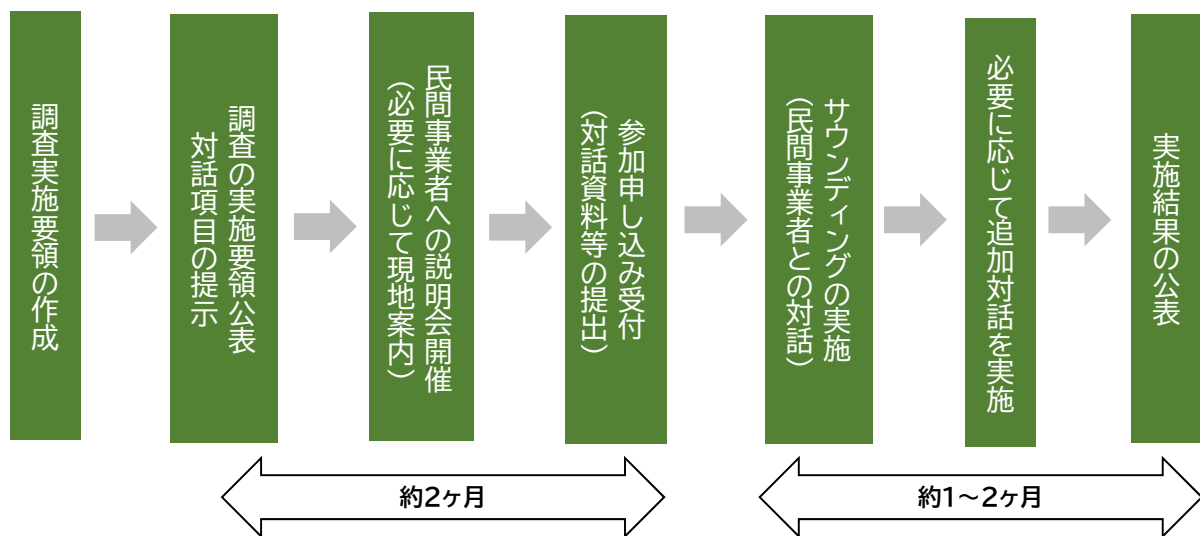 調査実施要領の作成
調査の実施要領公表
対話項目の提示
民間事業者への説明会開催
(必要に応じて現地案内)
参加申し込み受付
(対話資料等の提出)
サウンディングの実施
(民間事業者との対話)
必要に応じて追加対話を実施
実施結果の公表
約2ヶ月
約1～2ヶ月